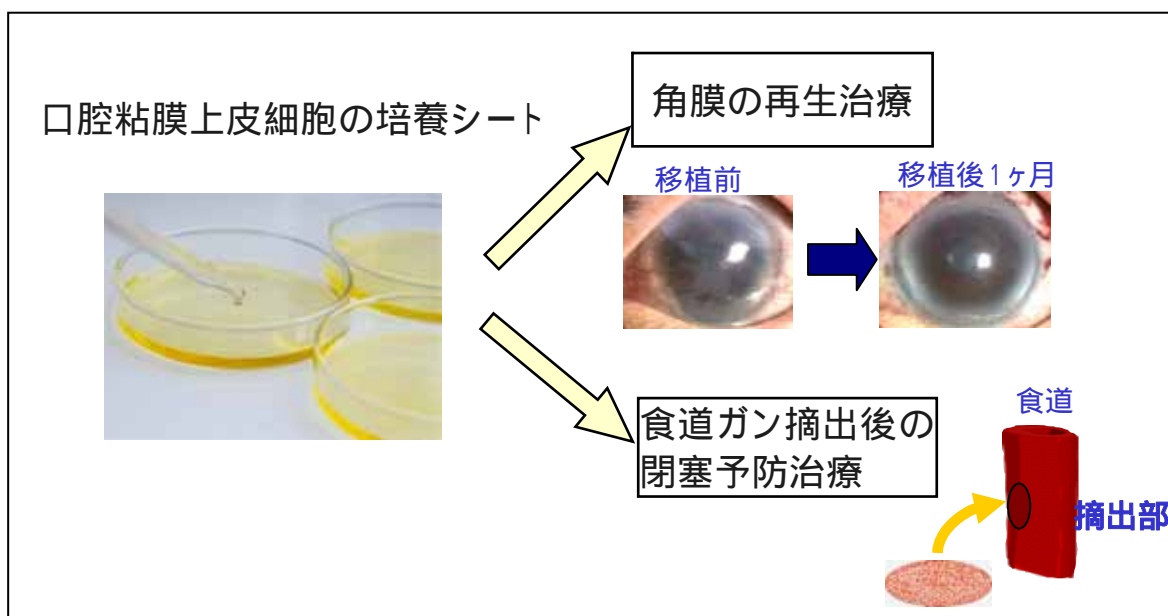 口腔粘膜上皮細胞の培養シート
角膜の再生治療
移植前
移植後1ヶ月
食道ガン摘出後の
閉塞予防治療
食道
摘出部